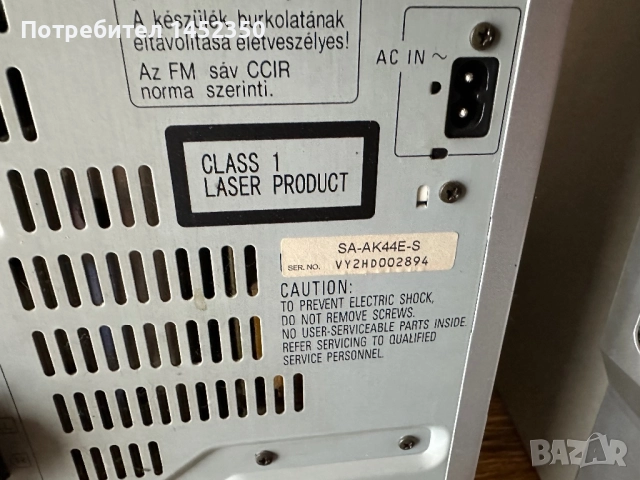 Потребител 1452350
A készülék burkolatának
eltávolítása életveszélyes!
Az FM sáv CCIR
norma szerinti.
AC IN ~
CLASS 1
LASER PRODUCT
SA-AK44E-S
SER. NO. VY2HD002894
CAUTION:
TO PREVENT ELECTRIC SHOCK,
DO NOT REMOVE SCREWS.
NO USER-SERVICEABLE PARTS INSIDE.
REFER SERVICING TO QUALIFIED
SERVICE PERSONNEL.
BAZAR